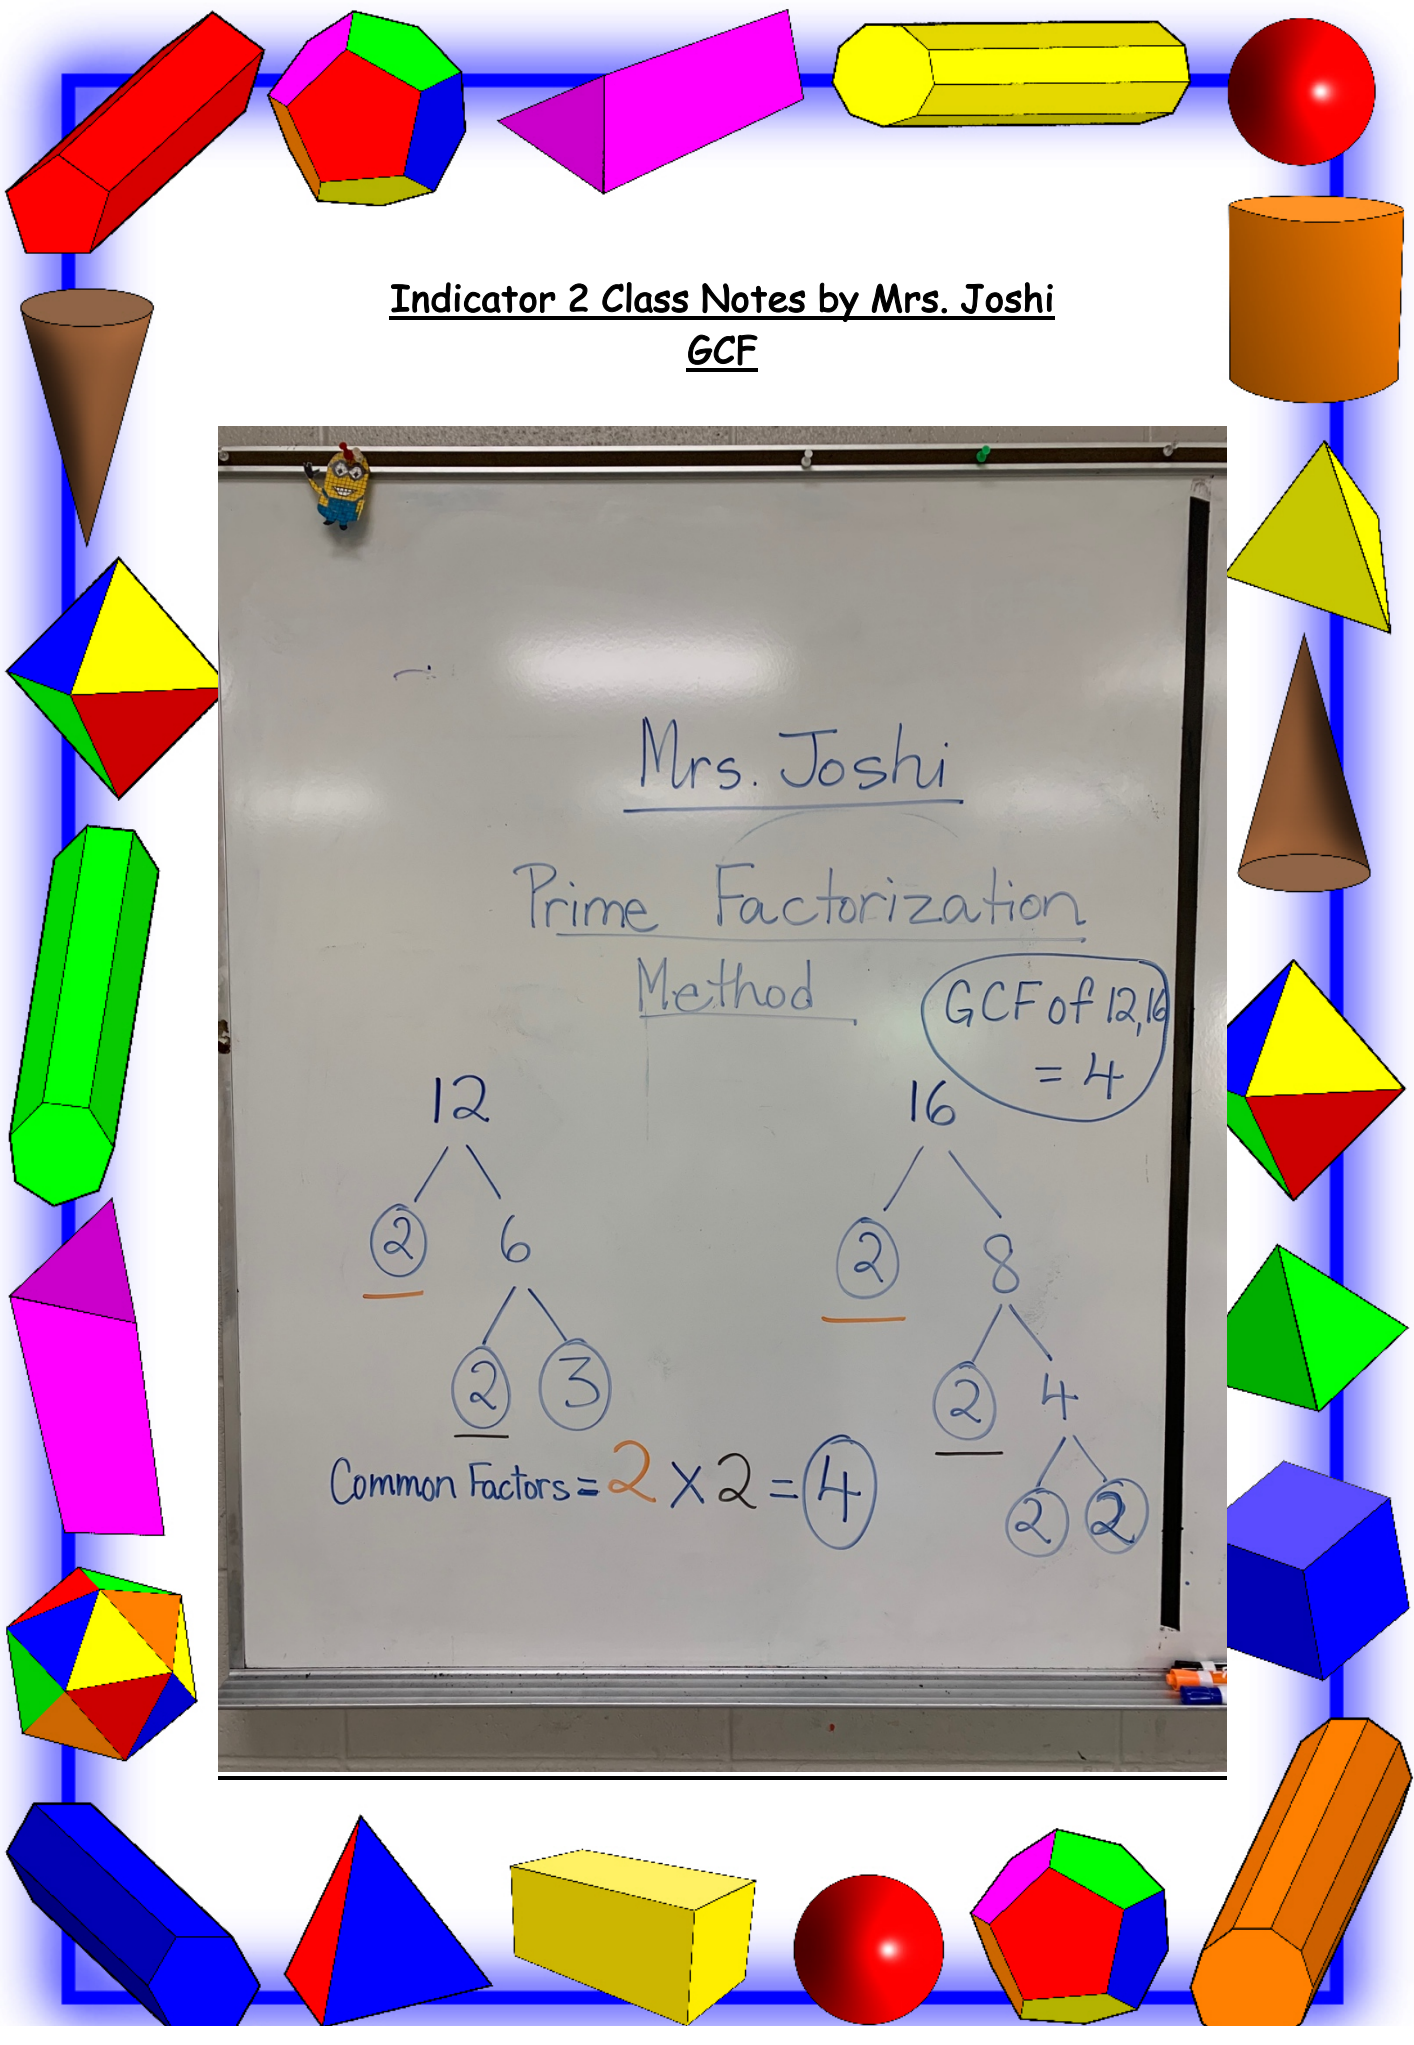 Indicator 2 Class Notes by Mrs. Joshi
GCF
Mrs. Joshi
Prime Factorization
Method
GCF of 12,16
= 4
12
16
2 6
2 8
2 3
2 4
Common Factors = 2 X 2 = 4
2 2